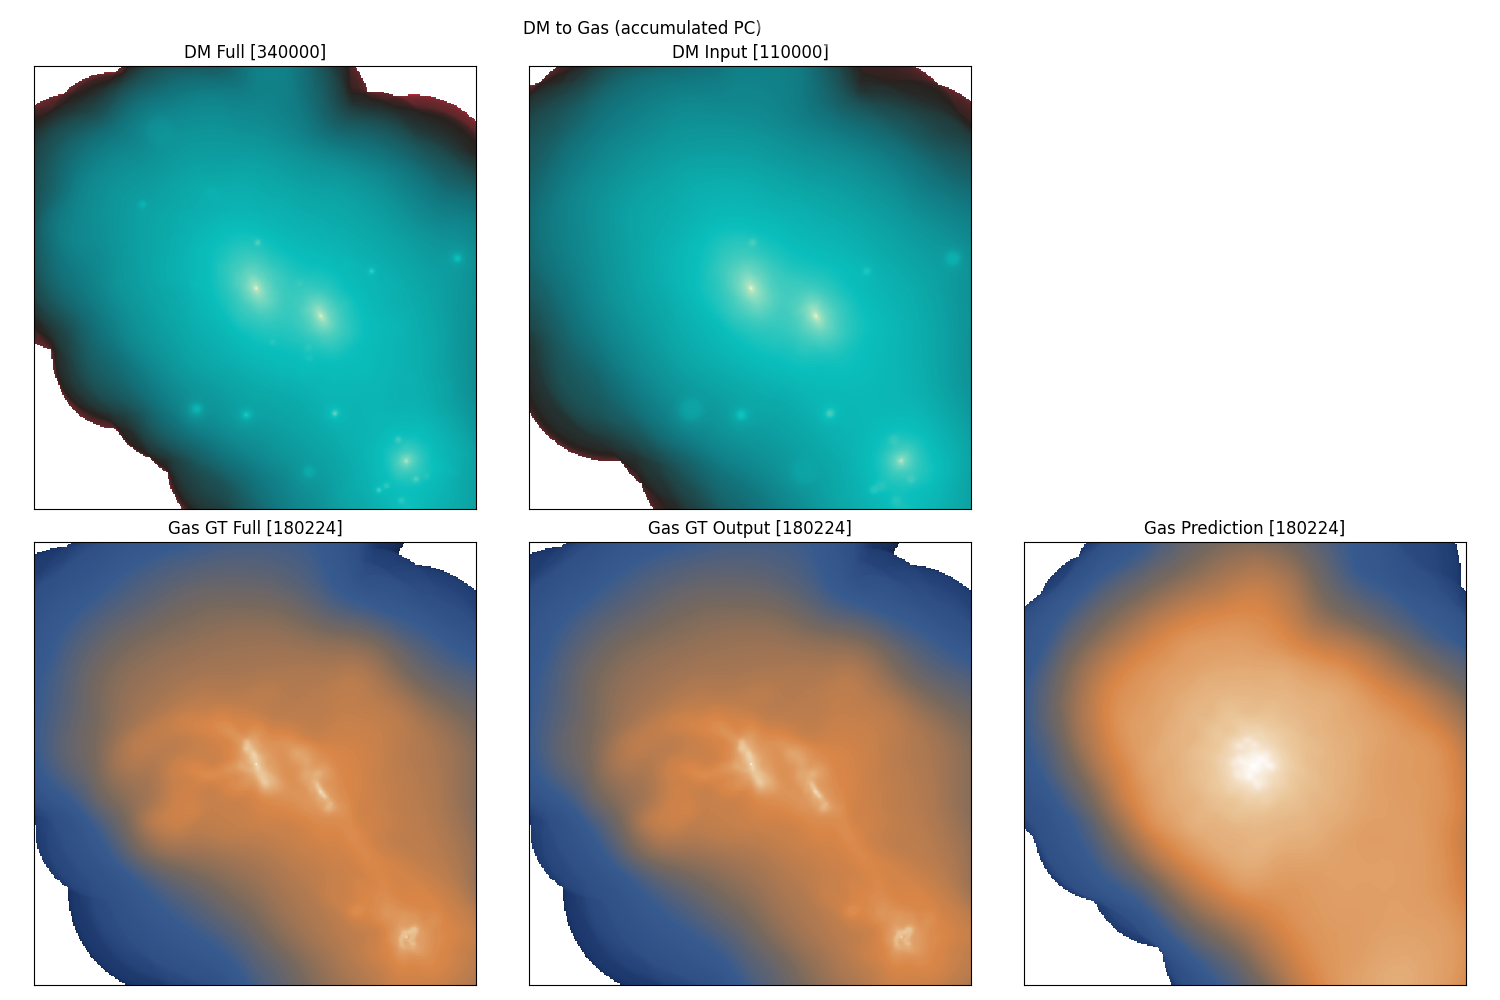 DM to Gas (accumulated PC)
DM Full [340000]
DM Input [110000]
Gas GT Full [180224]
Gas GT Output [180224]
Gas Prediction [180224]